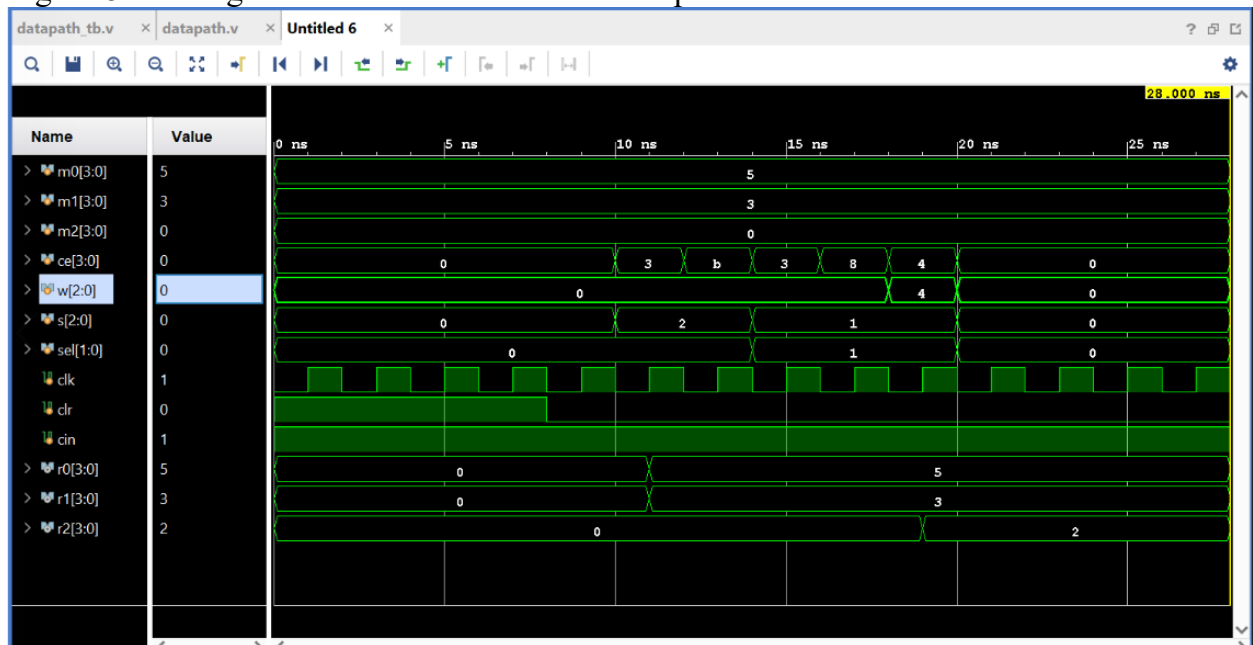 datapath_tb.v × datapath.v × Untitled 6 ×
28.000 ns
Name Value
0 ns 5 ns 10 ns 15 ns 20 ns 25 ns
m0[3:0] 5 5
m1[3:0] 3 3
m2[3:0] 0 0
ce[3:0] 0 0 3 b 3 8 4 0
w[2:0] 0 0 4 0
s[2:0] 0 0 2 1 0
sel[1:0] 0 0 1 0
clk 1
clr 0
cin 1
r0[3:0] 5 0 5
r1[3:0] 3 0 3
r2[3:0] 2 0 2